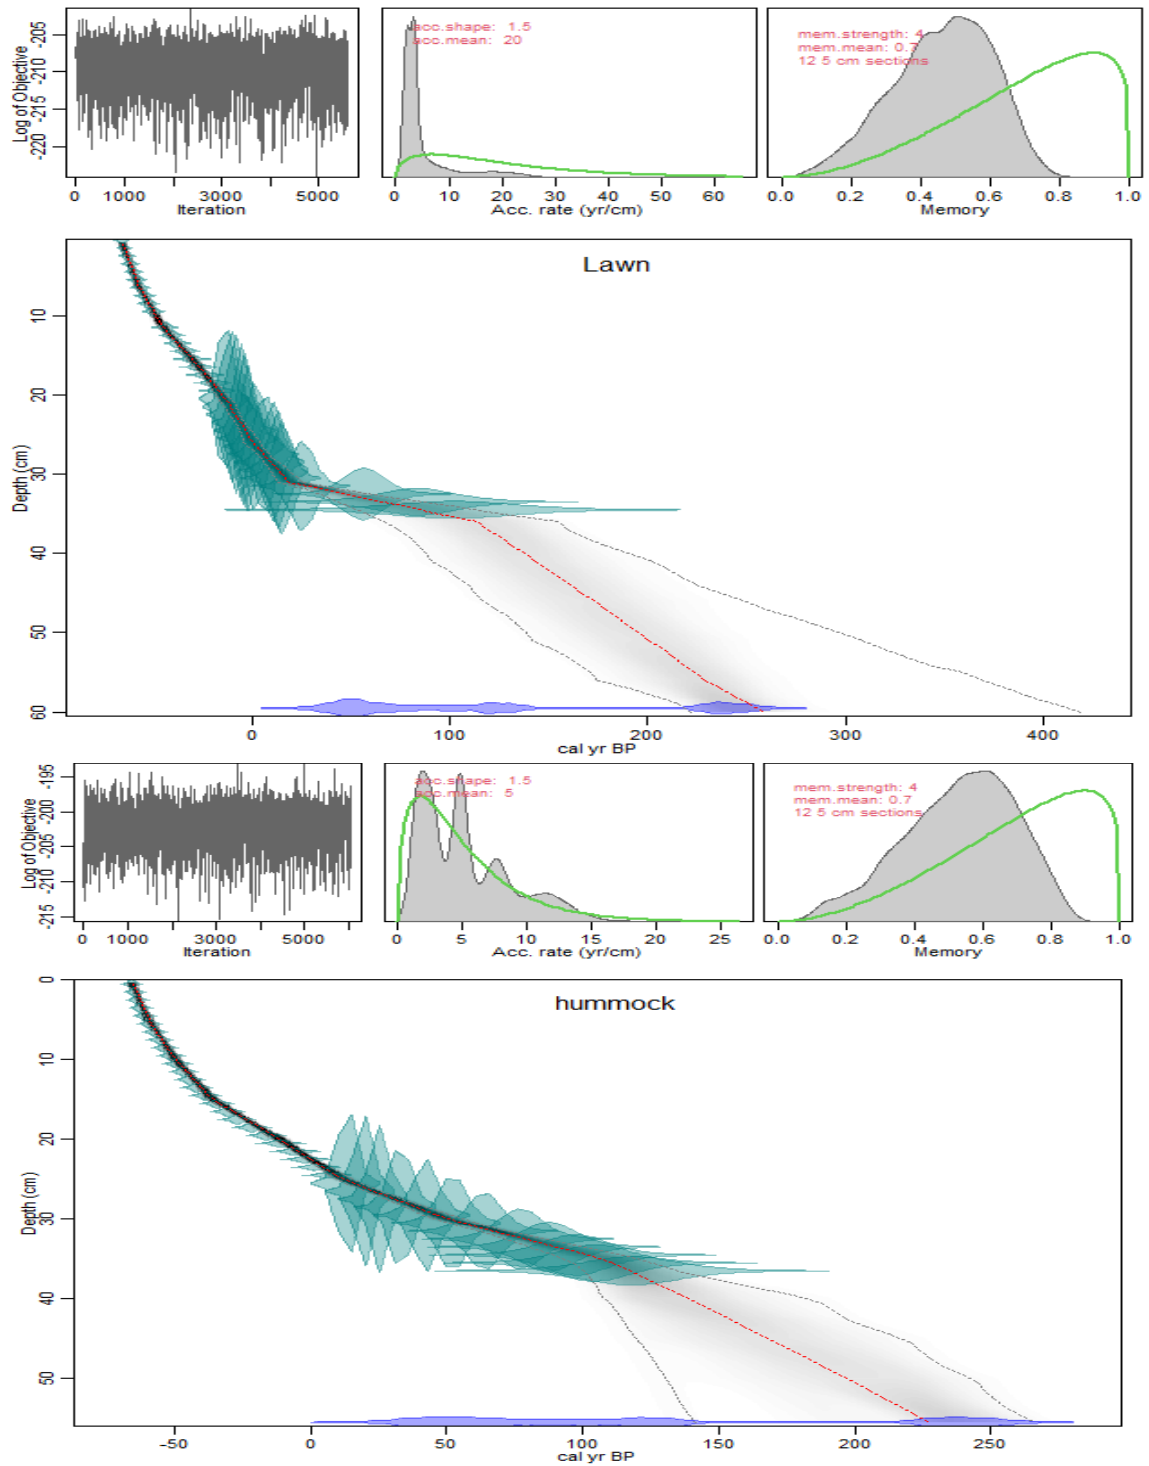 Log of Objective
-205
-210
-215
-220
0 1000 3000 5000
Iteration
acc.shape: 1.5
acc.mean: 20
0 10 20 30 40 50 60
Acc. rate (yr/cm)
mem.strength: 4
mem.mean: 0.7
12 5 cm sections
0.0 0.2 0.4 0.6 0.8 1.0
Memory
Lawn
Depth (cm)
10
20
30
40
50
60
0 100 200 300 400
cal yr BP
Log of Objective
-195
-200
-205
-210
-215
0 1000 3000 5000
Iteration
acc.shape: 1.5
acc.mean: 5
0 5 10 15 20 25
Acc. rate (yr/cm)
mem.strength: 4
mem.mean: 0.7
12 5 cm sections
0.0 0.2 0.4 0.6 0.8 1.0
Memory
hummock
Depth (cm)
0
10
20
30
40
50
-50 0 50 100 150 200 250
cal yr BP